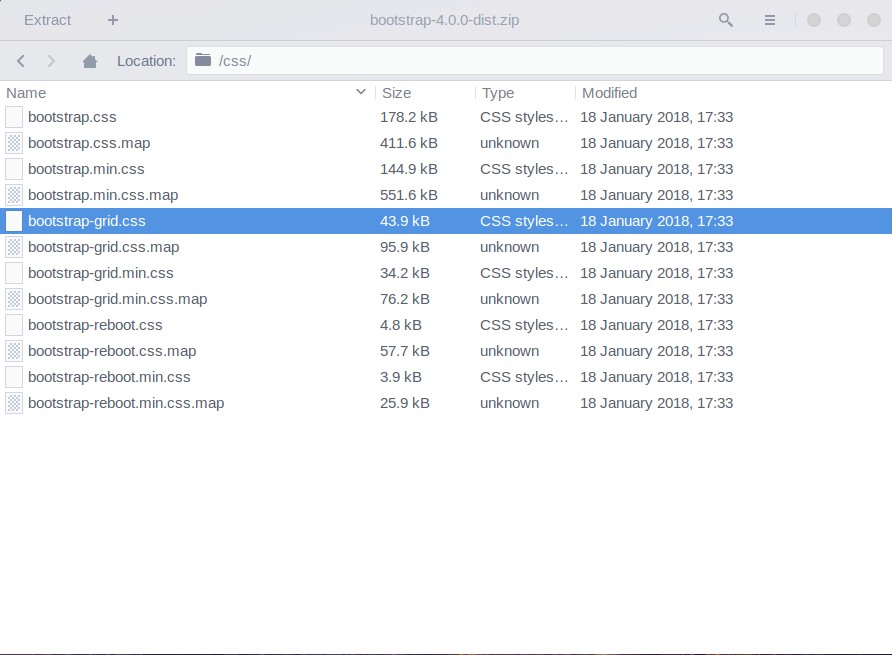 Extract + bootstrap-4.0.0-dist.zip
Location: /css/
Name Size Type Modified
bootstrap.css 178.2 kB CSS styles… 18 January 2018, 17:33
bootstrap.css.map 411.6 kB unknown 18 January 2018, 17:33
bootstrap.min.css 144.9 kB CSS styles… 18 January 2018, 17:33
bootstrap.min.css.map 551.6 kB unknown 18 January 2018, 17:33
bootstrap-grid.css 43.9 kB CSS styles… 18 January 2018, 17:33
bootstrap-grid.css.map 95.9 kB unknown 18 January 2018, 17:33
bootstrap-grid.min.css 34.2 kB CSS styles… 18 January 2018, 17:33
bootstrap-grid.min.css.map 76.2 kB unknown 18 January 2018, 17:33
bootstrap-reboot.css 4.8 kB CSS styles… 18 January 2018, 17:33
bootstrap-reboot.css.map 57.7 kB unknown 18 January 2018, 17:33
bootstrap-reboot.min.css 3.9 kB CSS styles… 18 January 2018, 17:33
bootstrap-reboot.min.css.map 25.9 kB unknown 18 January 2018, 17:33